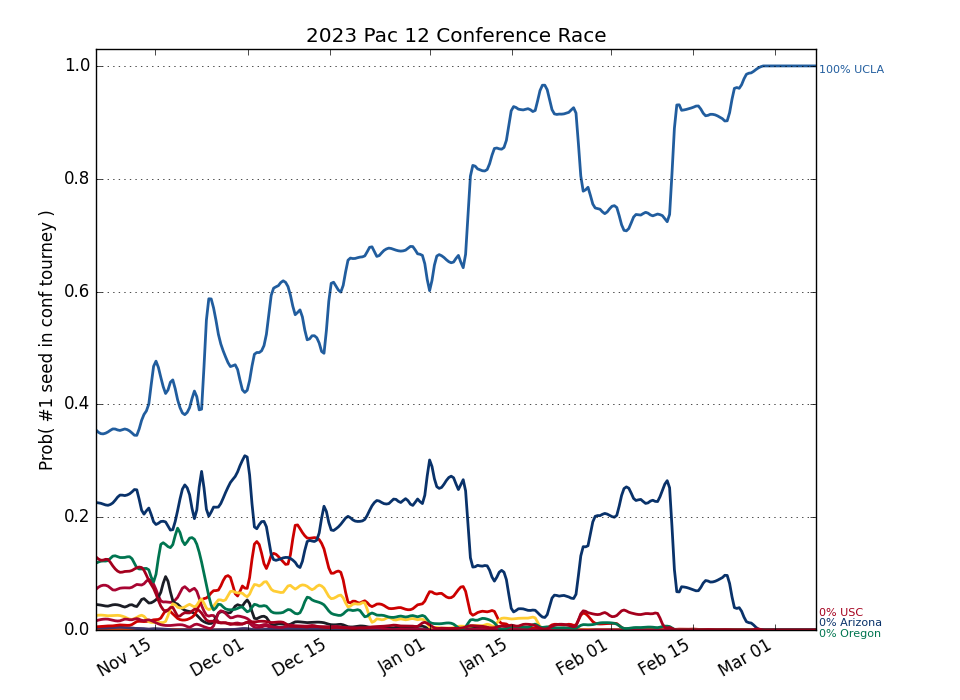 2023 Pac 12 Conference Race
Prob( #1 seed in conf tourney )
1.0
0.8
0.6
0.4
0.2
0.0
100% UCLA
0% USC
0% Arizona
0% Oregon
Nov 15
Dec 01
Dec 15
Jan 01
Jan 15
Feb 01
Feb 15
Mar 01